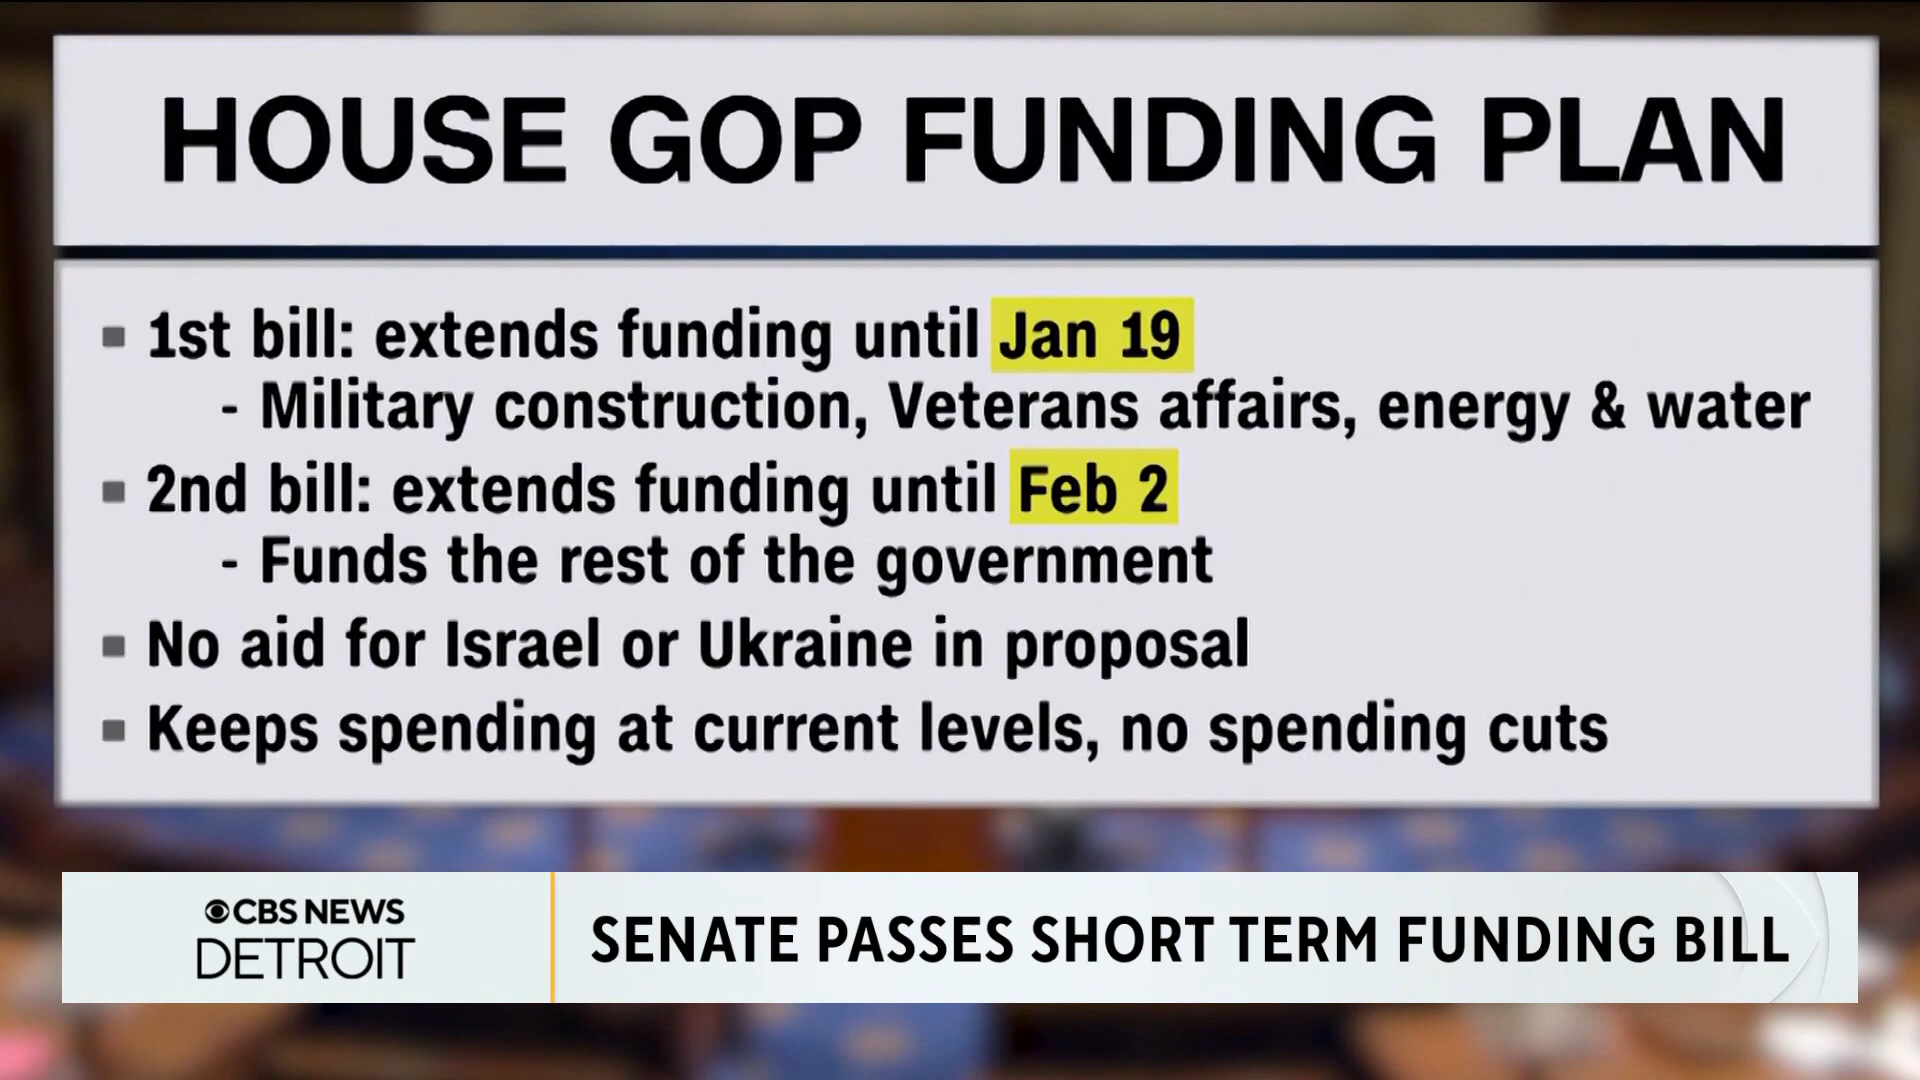 HOUSE GOP FUNDING PLAN
▪ 1st bill: extends funding until Jan 19
- Military construction, Veterans affairs, energy & water
▪ 2nd bill: extends funding until Feb 2
- Funds the rest of the government
▪ No aid for Israel or Ukraine in proposal
▪ Keeps spending at current levels, no spending cuts
CBS NEWS
DETROIT
SENATE PASSES SHORT TERM FUNDING BILL